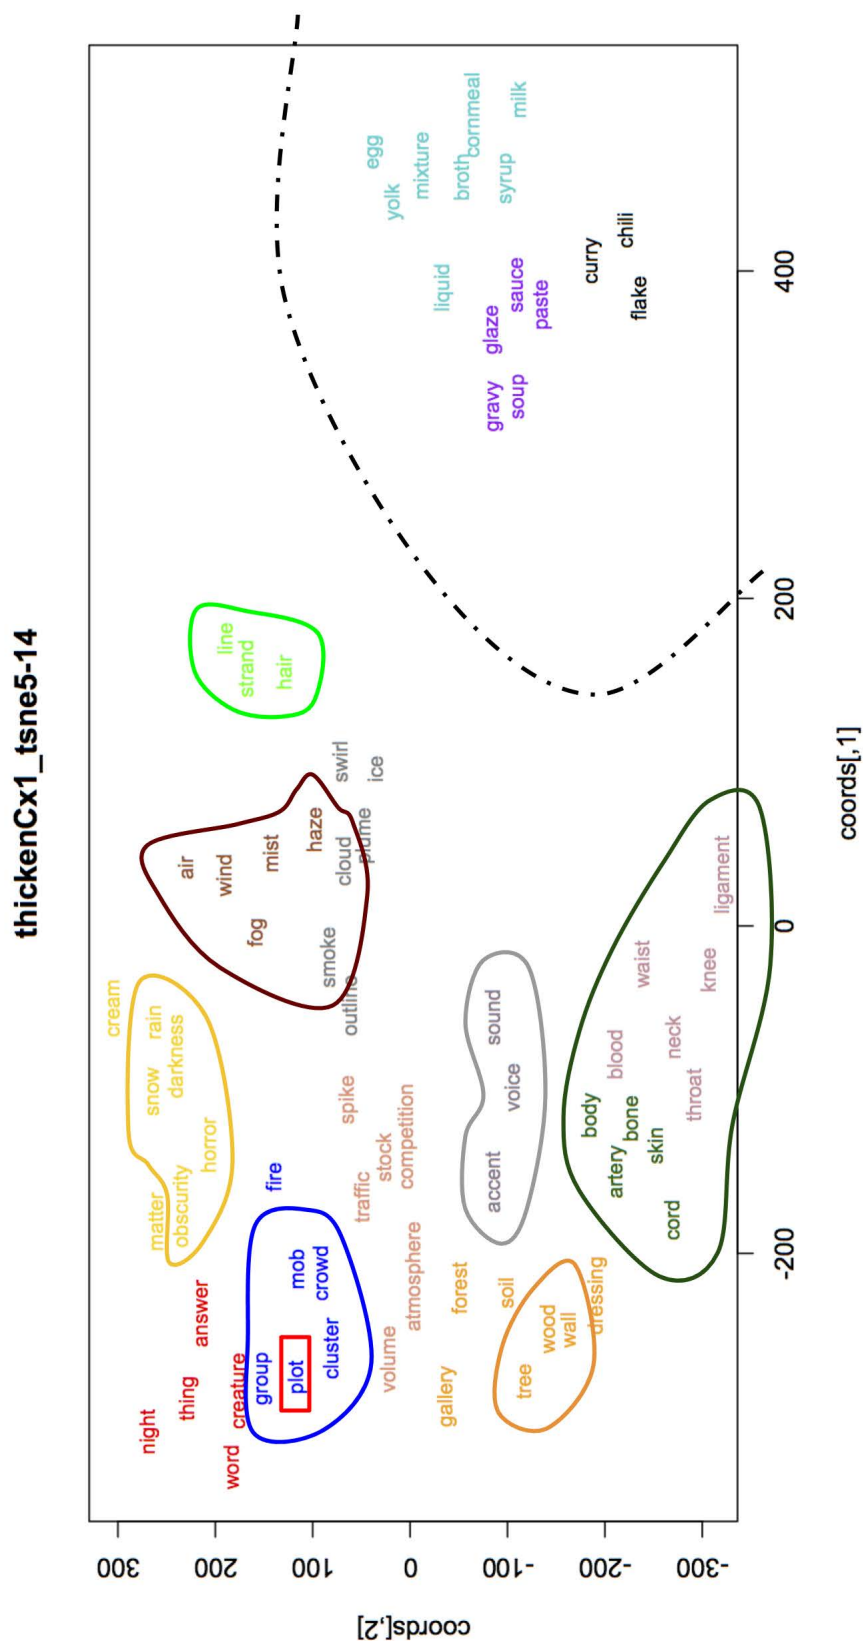 thickenCx1_tsne5-14
cream
night
matter
snow
rain
answer
obscurity
darkness
thing
horror
air
line
word
creature
wind
strand
group
fog
mist
hair
plot
fire
mob
crowd
haze
cluster
smoke
swirl
spike
cloud
outline
plume
ice
egg
traffic
volume
stock
yolk
competition
atmosphere
mixture
gallery
liquid
forest
broth
cornmeal
accent
sound
gravy
glaze
voice
syrup
soil
soup
sauce
milk
tree
paste
wood
wall
body
curry
dressing
artery
blood
bone
chili
skin
waist
flake
cord
neck
throat
knee
ligament
300
200
100
0
-100
-200
-300
coords[,2]
-200
0
200
400
coords[,1]